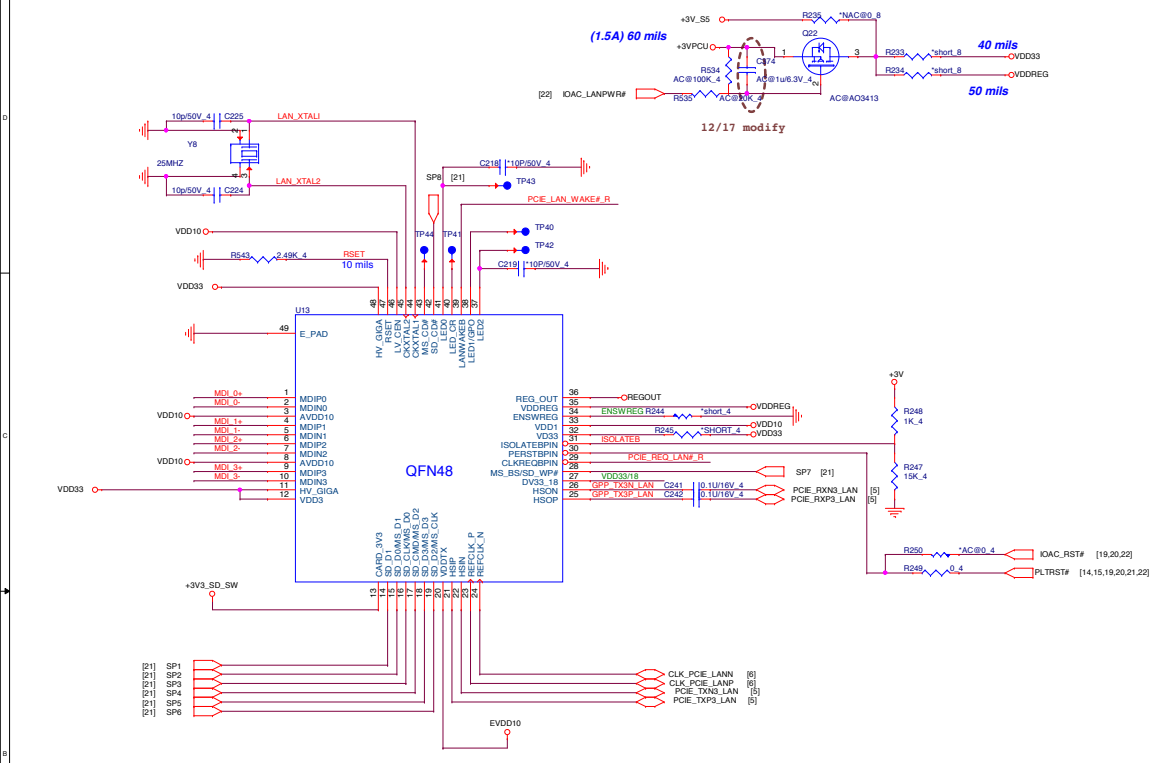 +3V_S5
R235
*NAC@0_8
(1.5A) 60 mils
Q22
+3VPCU
1
3
2
R534
AC@100K_4
C374
AC@1u/6.3V_4
R233
*short_8
40 mils
VDD33
R234
*short_8
VDDREG
50 mils
[22]
IOAC_LANPWR#
R535
AC@20K_4
AC@AO3413
12/17 modify
D
10p/50V_4
C225
LAN_XTAL1
Y8
2
1
25MHZ
4
3
10p/50V_4
C224
LAN_XTAL2
C218
*10P/50V_4
SP8
[21]
TP43
PCIE_LAN_WAKE#_R
VDD10
TP44
TP41
TP40
TP42
R543
2.49K_4
RSET
10 mils
C219
*10P/50V_4
VDD33
48
47
46
45
44
43
42
41
40
39
38
37
U13
HV_GIGA
RSET
LV_CEN
CKXTAL2
CKXTAL1
MS_CD#
SD_CD#
LED0
LED_CR
LANWAKEB
LED1/GPO
LED2
49
E_PAD
+3V
MDI_0+
1
MDIP0
MDI_0-
2
MDIN0
VDD10
3
AVDD10
MDI_1+
4
MDIP1
MDI_1-
5
MDIN1
MDI_2+
6
MDIP2
MDI_2-
7
MDIN2
VDD10
8
AVDD10
MDI_3+
9
MDIP3
MDI_3-
10
MDIN3
VDD33
11
HV_GIGA
12
VDD3
C
QFN48
REG_OUT
36
REGOUT
VDDREG
35
VDDREG
ENSWREG
34
ENSWREG
R244
*short_4
VDD1
33
VDD10
VD33
32
R245
*SHORT_4
VDD33
ISOLATEBPIN
31
ISOLATEB
PERSTBPIN
30
CLKREQBPIN
29
PCIE_REQ_LAN#_R
MS_BS/SD_WP#
28
SP7
[21]
DV33_18
27
VDD33/18
HSON
26
GPP_TX3N_LAN
C241
0.1U/16V_4
PCIE_RXN3_LAN
[5]
HSOP
25
GPP_TX3P_LAN
C242
0.1U/16V_4
PCIE_RXP3_LAN
[5]
R248
1K_4
R247
15K_4
CARD_3V3
SD_D1
SD_D0/MS_D1
SD_CLK/MS_D0
SD_CMD/MS_D2
SD_D3/MS_D3
SD_D2/MS_CLK
VDDTX
HSIP
HSIN
REFCLK_P
REFCLK_N
13
14
15
16
17
18
19
20
21
22
23
24
+3V3_SD_SW
R250
*AC@0_4
IOAC_RST#
[19,20,22]
R249
0_4
PLTRST#
[14,15,19,20,21,22]
[21]
SP1
[21]
SP2
[21]
SP3
[21]
SP4
[21]
SP5
[21]
SP6
CLK_PCIE_LANN
[6]
CLK_PCIE_LANP
[6]
PCIE_TXN3_LAN
[5]
PCIE_TXP3_LAN
[5]
EVDD10
B